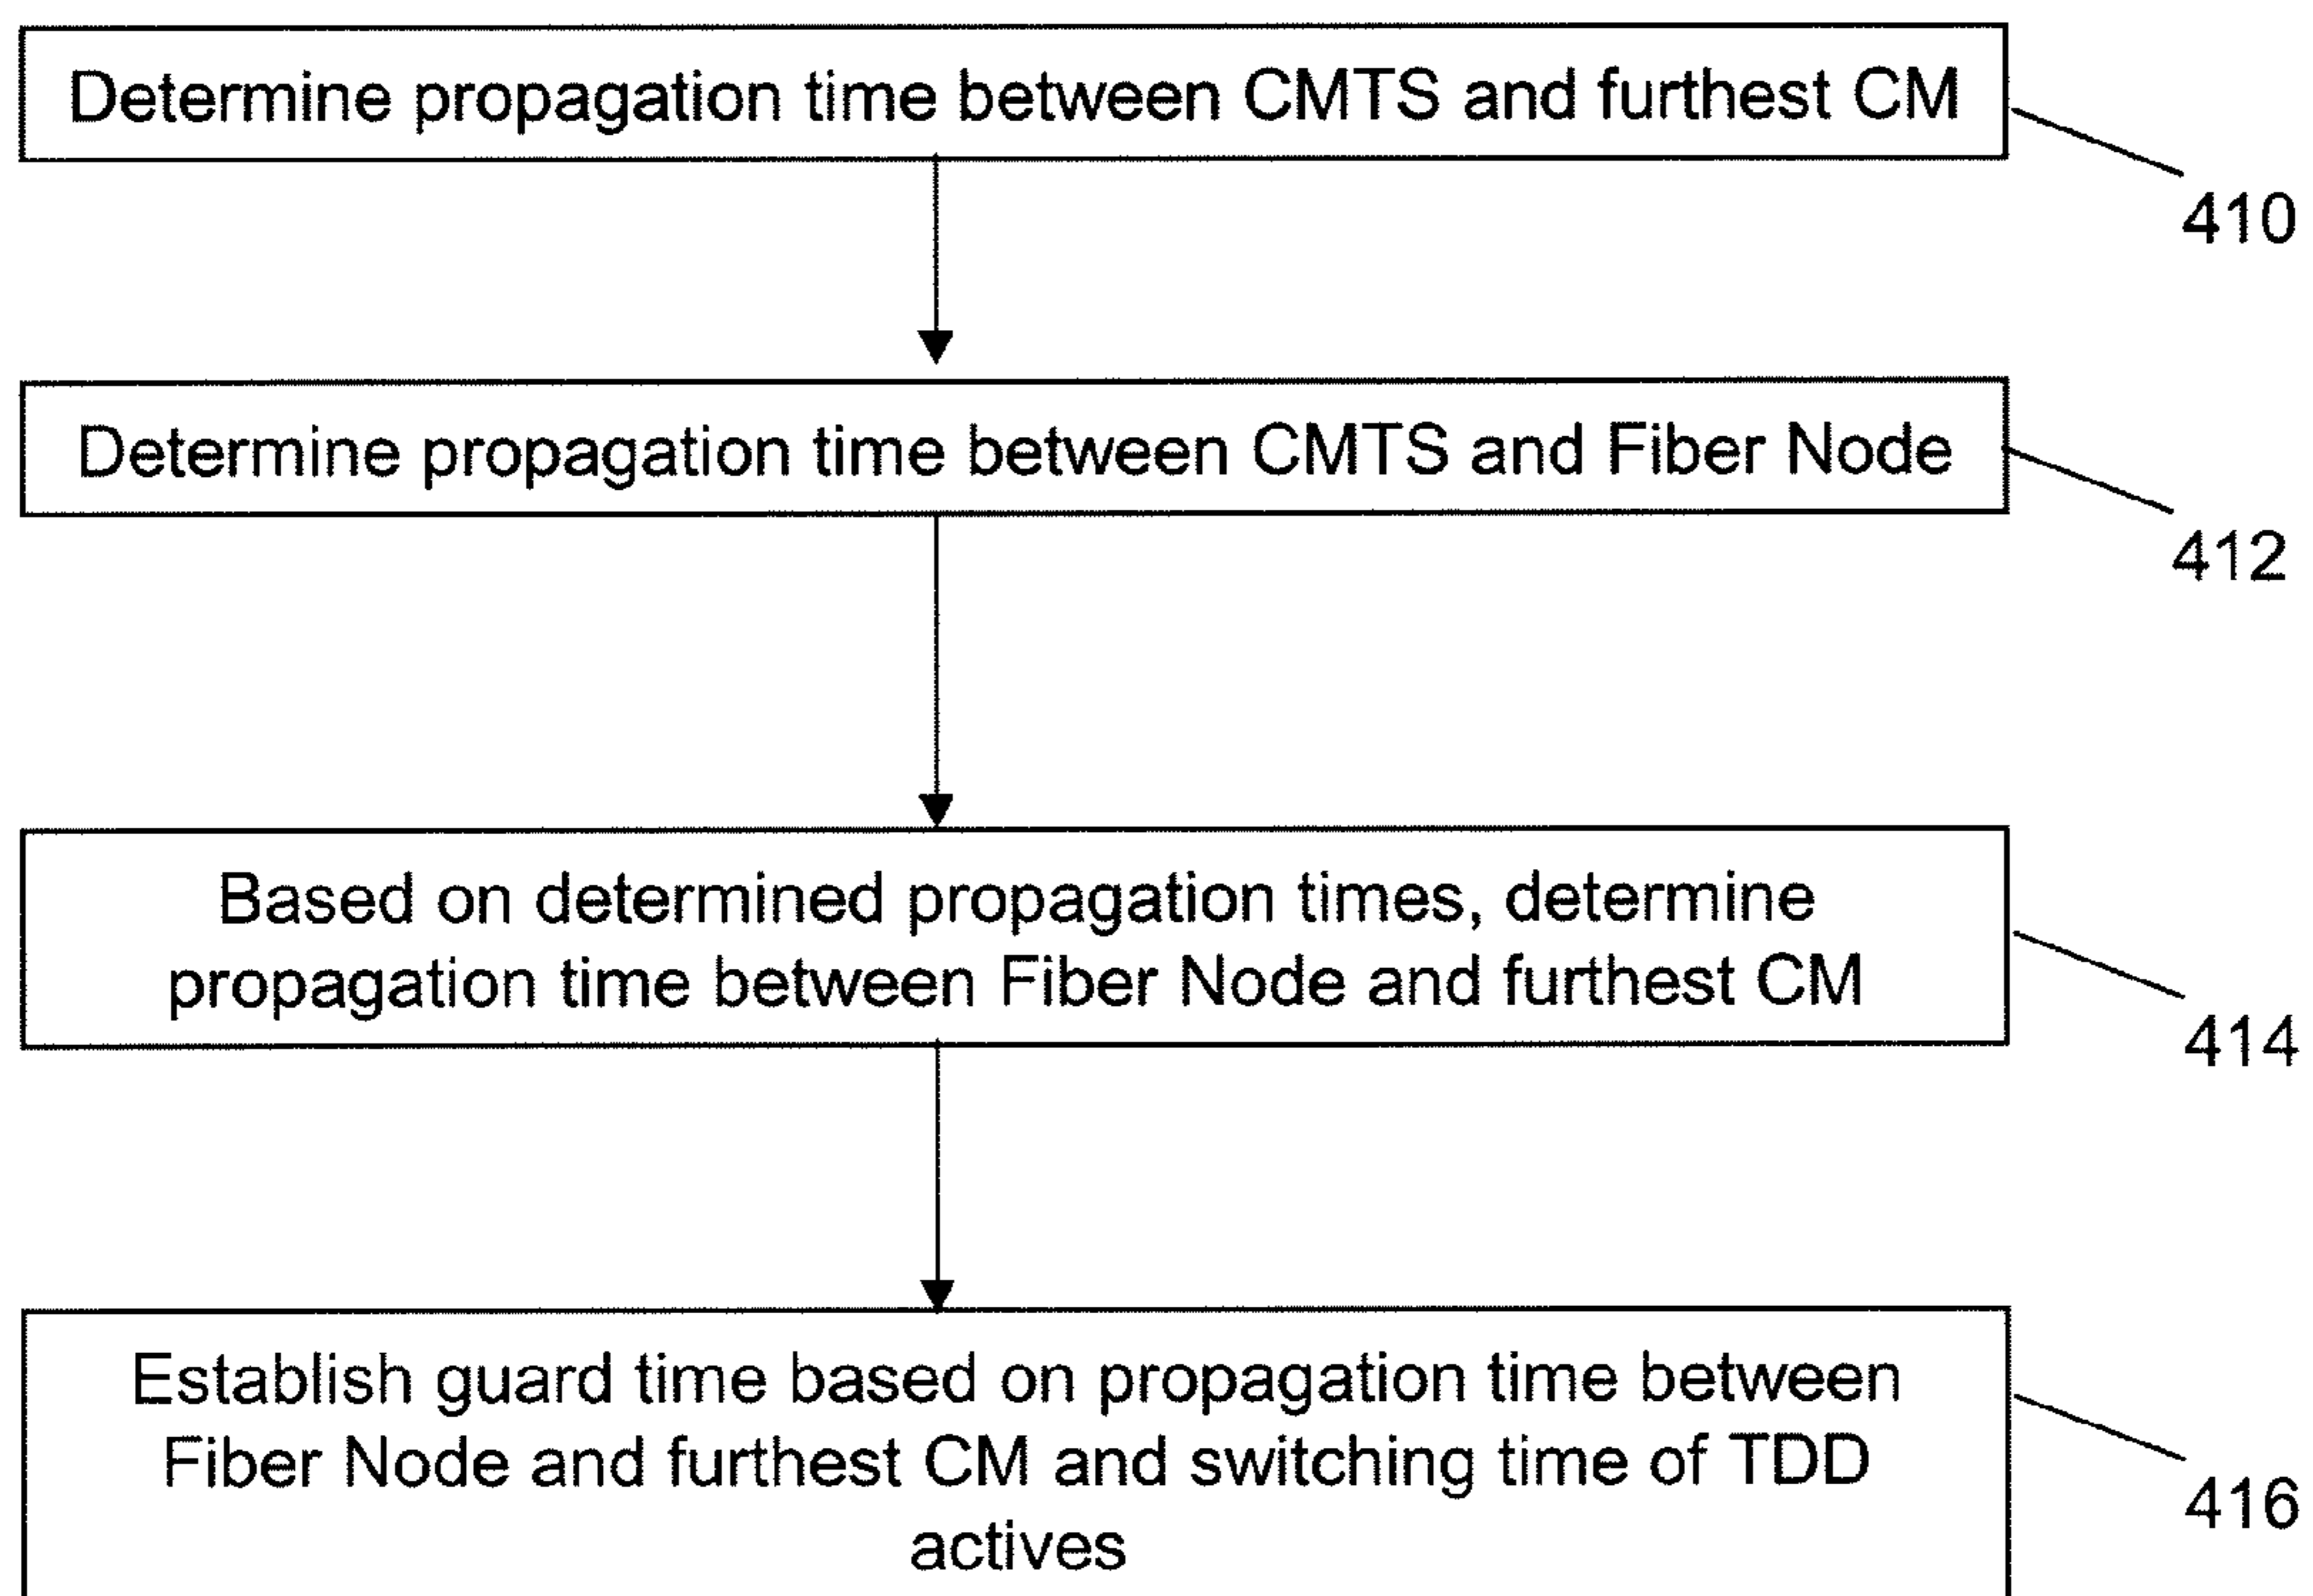 Determine propagation time between CMTS and furthest CM
410
Determine propagation time between CMTS and Fiber Node
412
Based on determined propagation times, determine
propagation time between Fiber Node and furthest CM
414
Establish guard time based on propagation time between
Fiber Node and furthest CM and switching time of TDD
actives
416